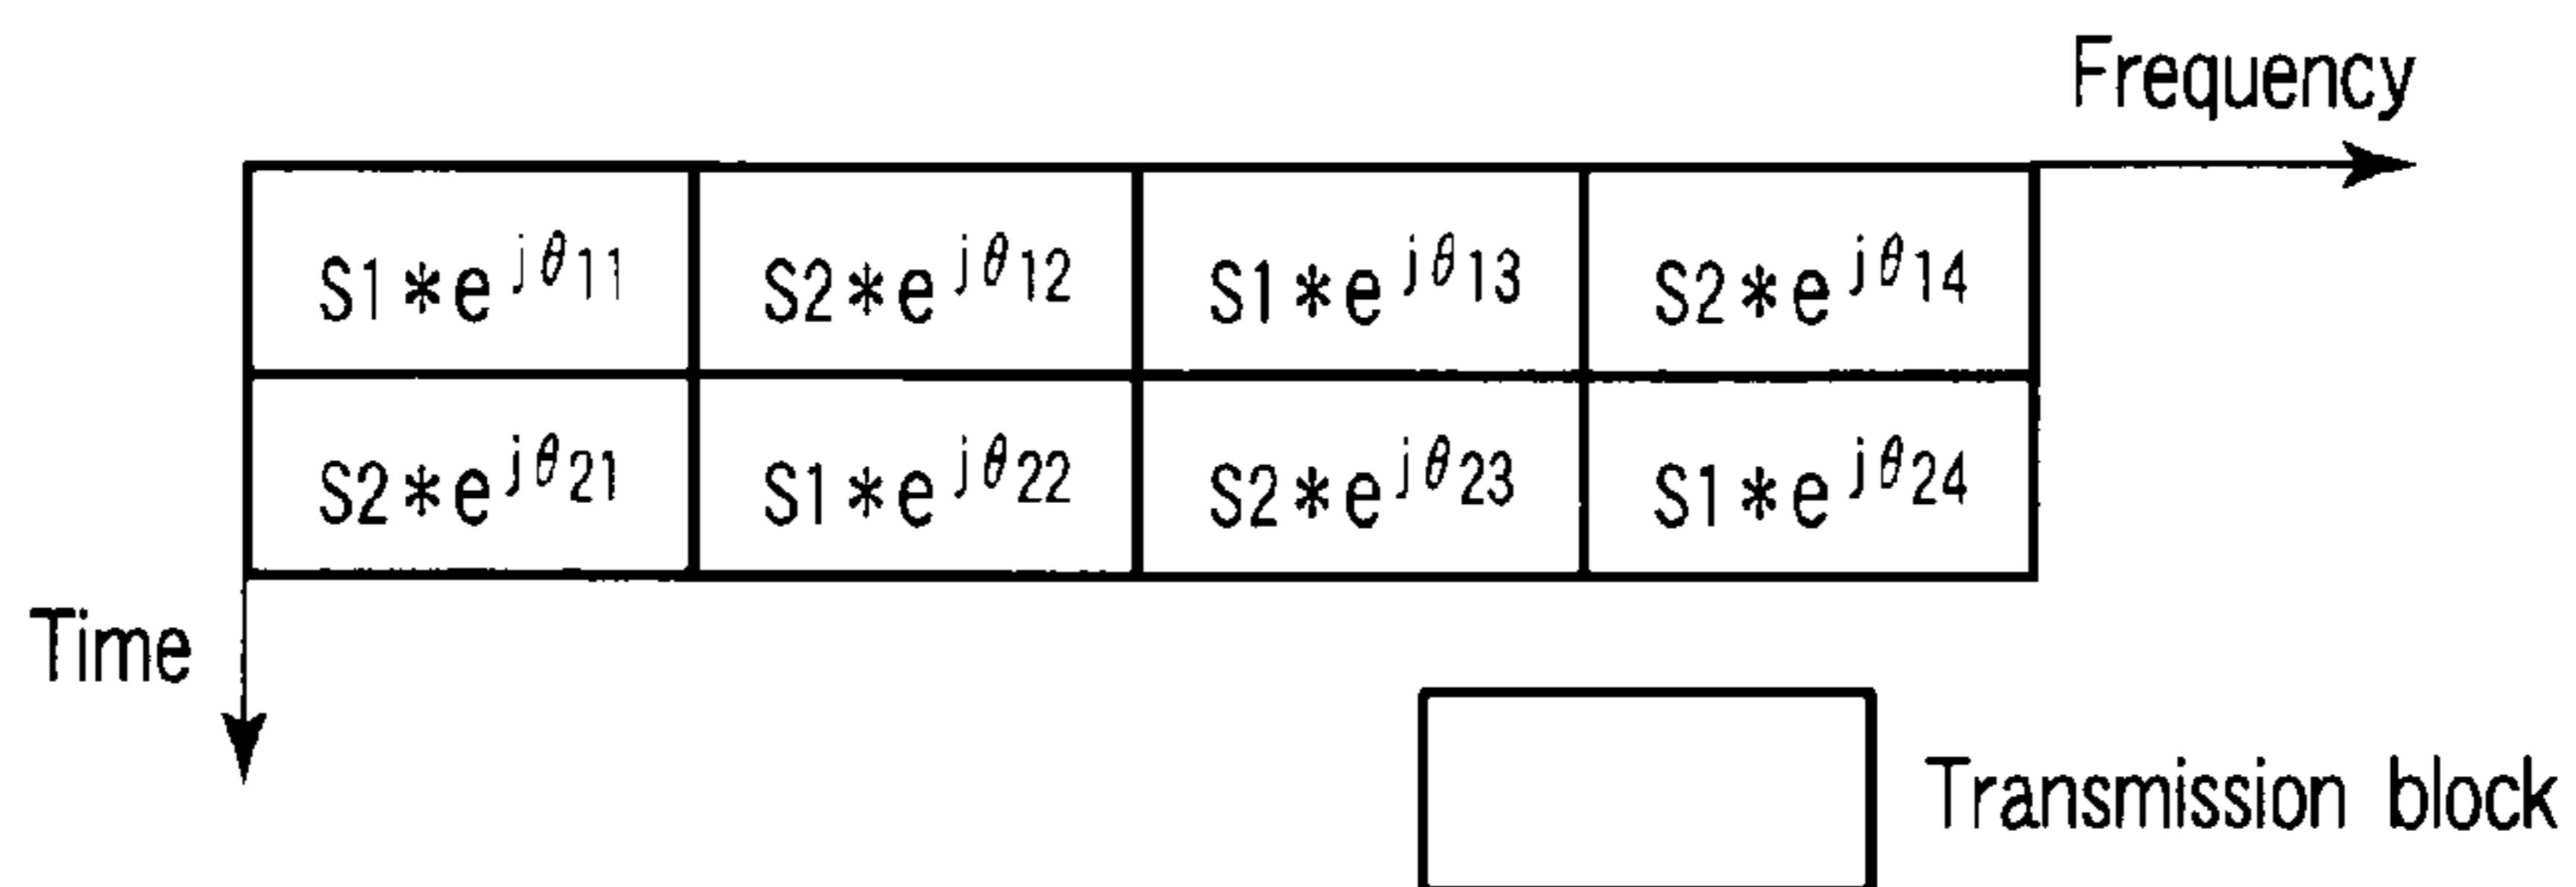 Frequency
S1*e^jθ11 S2*e^jθ12 S1*e^jθ13 S2*e^jθ14
S2*e^jθ21 S1*e^jθ22 S2*e^jθ23 S1*e^jθ24
Time
Transmission block